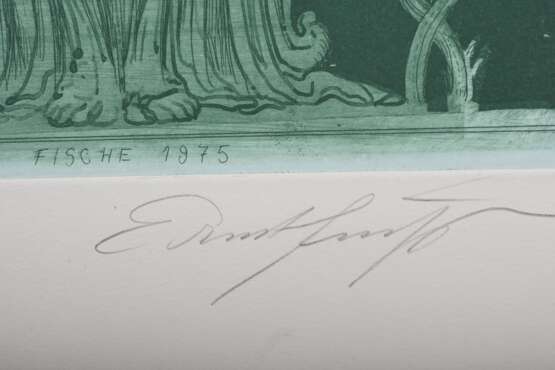 FISCHE 1975
Ernst Fuchs